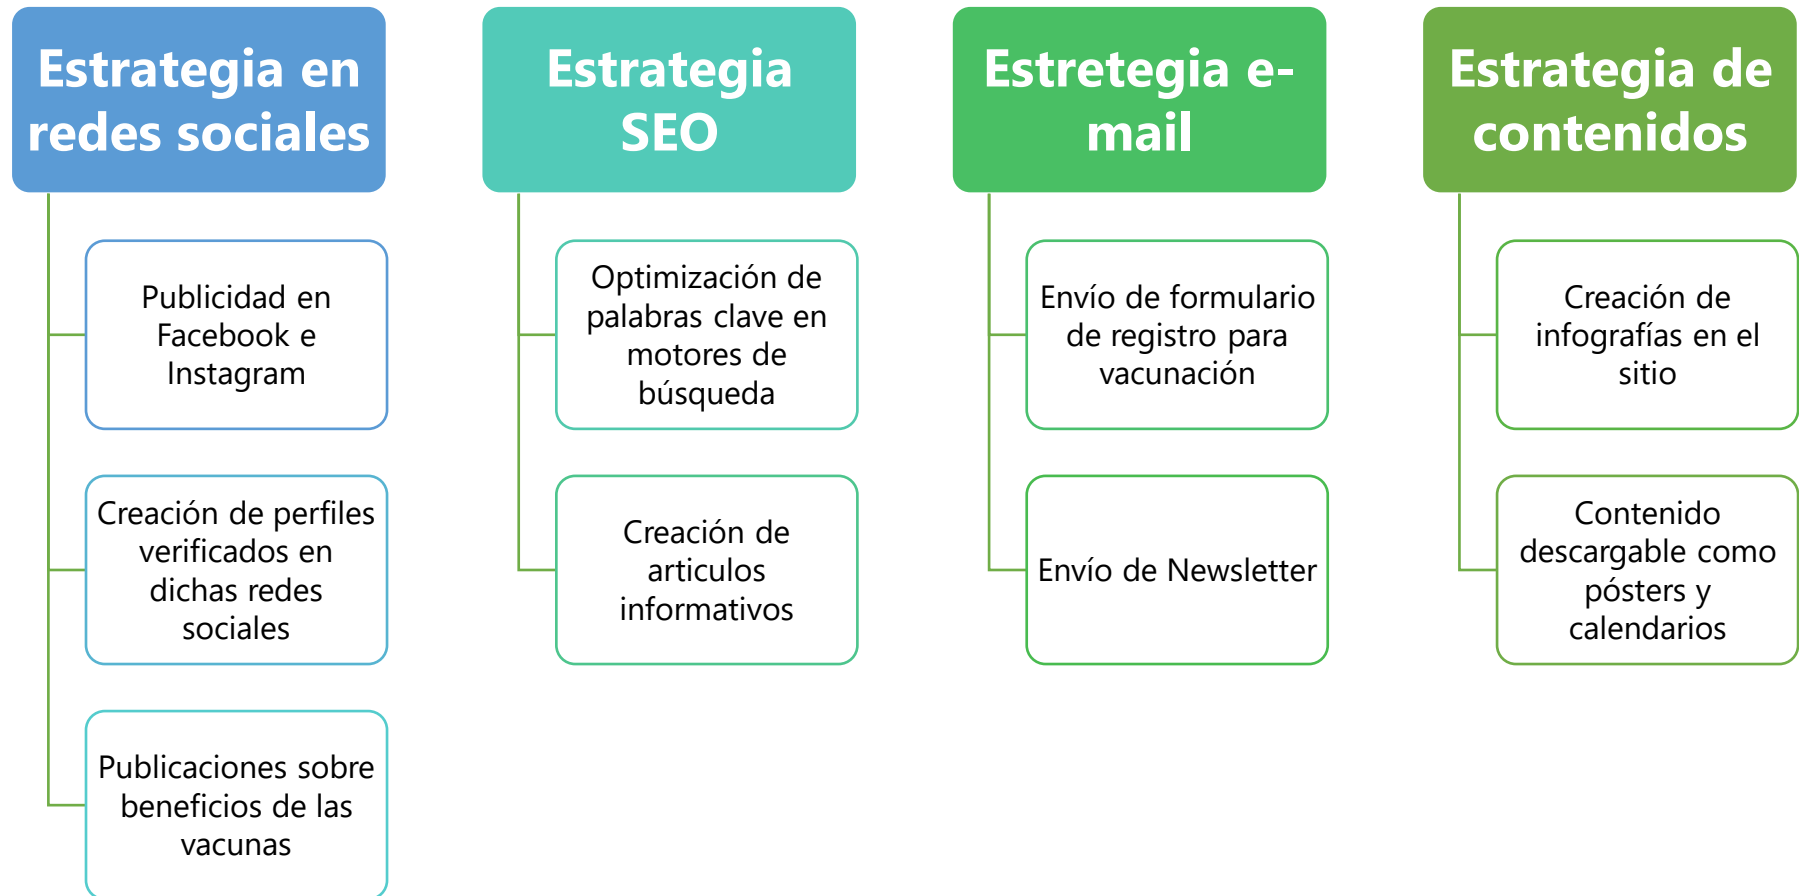 Estrategia en
redes sociales
Publicidad en
Facebook e
Instagram
Creación de perfiles
verificados en
dichas redes
sociales
Publicaciones sobre
beneficios de las
vacunas
Estrategia
SEO
Optimización de
palabras clave en
motores de
búsqueda
Creación de
articulos
informativos
Estretegia e-
mail
Envío de formulario
de registro para
vacunación
Envío de Newsletter
Estrategia de
contenidos
Creación de
infografías en el
sitio
Contenido
descargable como
pósters y
calendarios